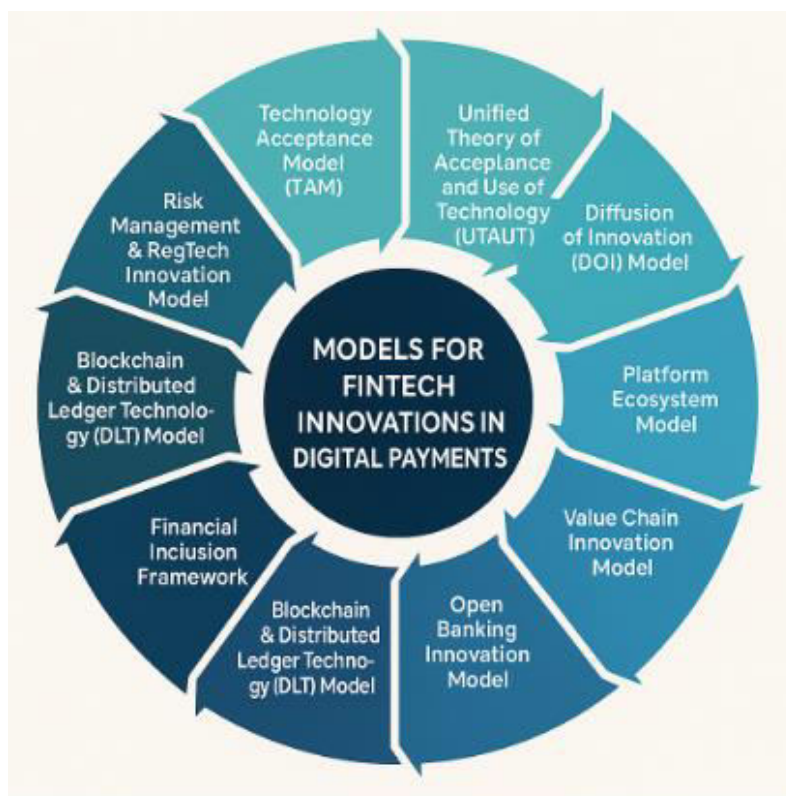 Technology
Acceptance
Model
(TAM)
Unified
Theory of
Acceplance
and Use of
Technology
(UTAUT)
Diffusion
of Innovation
(DOI) Model
Platform
Ecosystem
Model
Value Chain
Innovation
Model
Open
Banking
Innovation
Model
Blockchain
& Distributed
Ledger Techno-
gy (DLT) Model
Financial
Inciusion
Framework
Blockchain
& Distributed
Ledger Technolo-
gy (DLT) Model
Risk
Management
& RegTech
Innovation
Model
MODELS FOR
FINTECH
INNOVATIONS IN
DIGITAL PAYMENTS